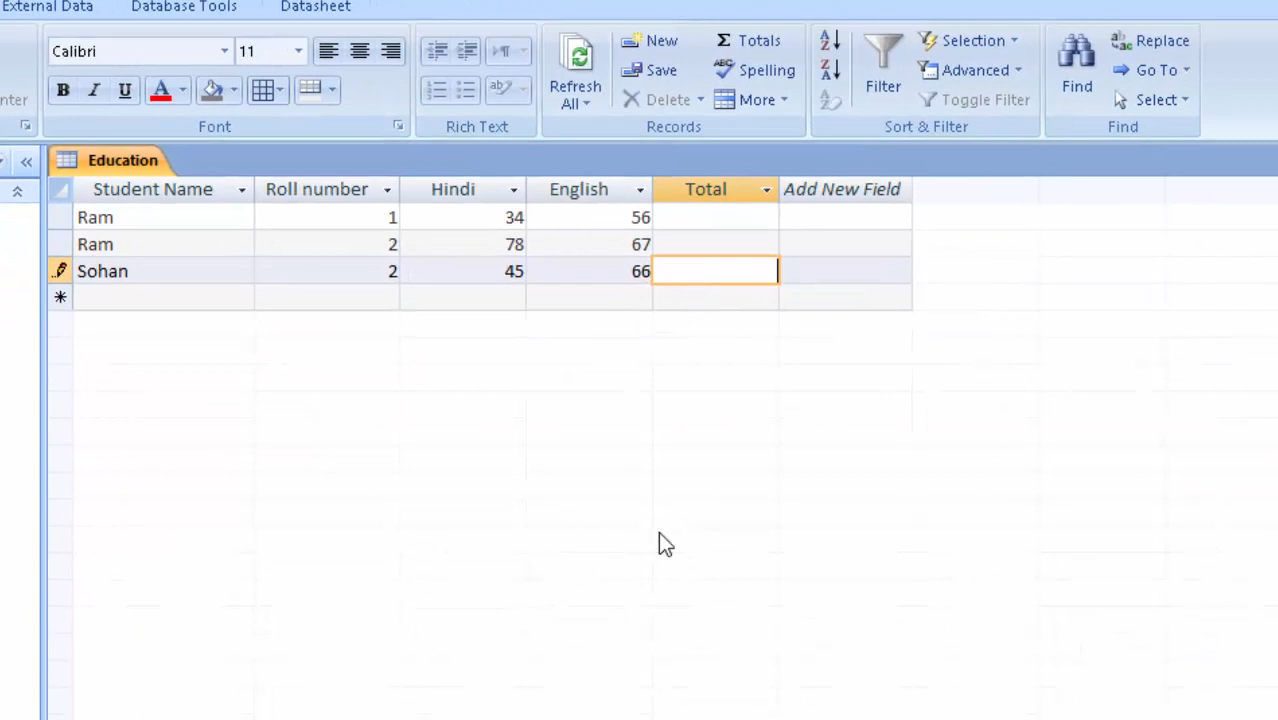 External Data Database Tools Datasheet
Calibri 11 New Σ Totals Selection Replace
Save Spelling Advanced Go To
B I U A ab Refresh All Delete More Filter Toggle Filter Find Select
Font Rich Text Records Sort & Filter Find
Education
Student Name Roll number Hindi English Total Add New Field
Ram 1 34 56
Ram 2 78 67
Sohan 2 45 66